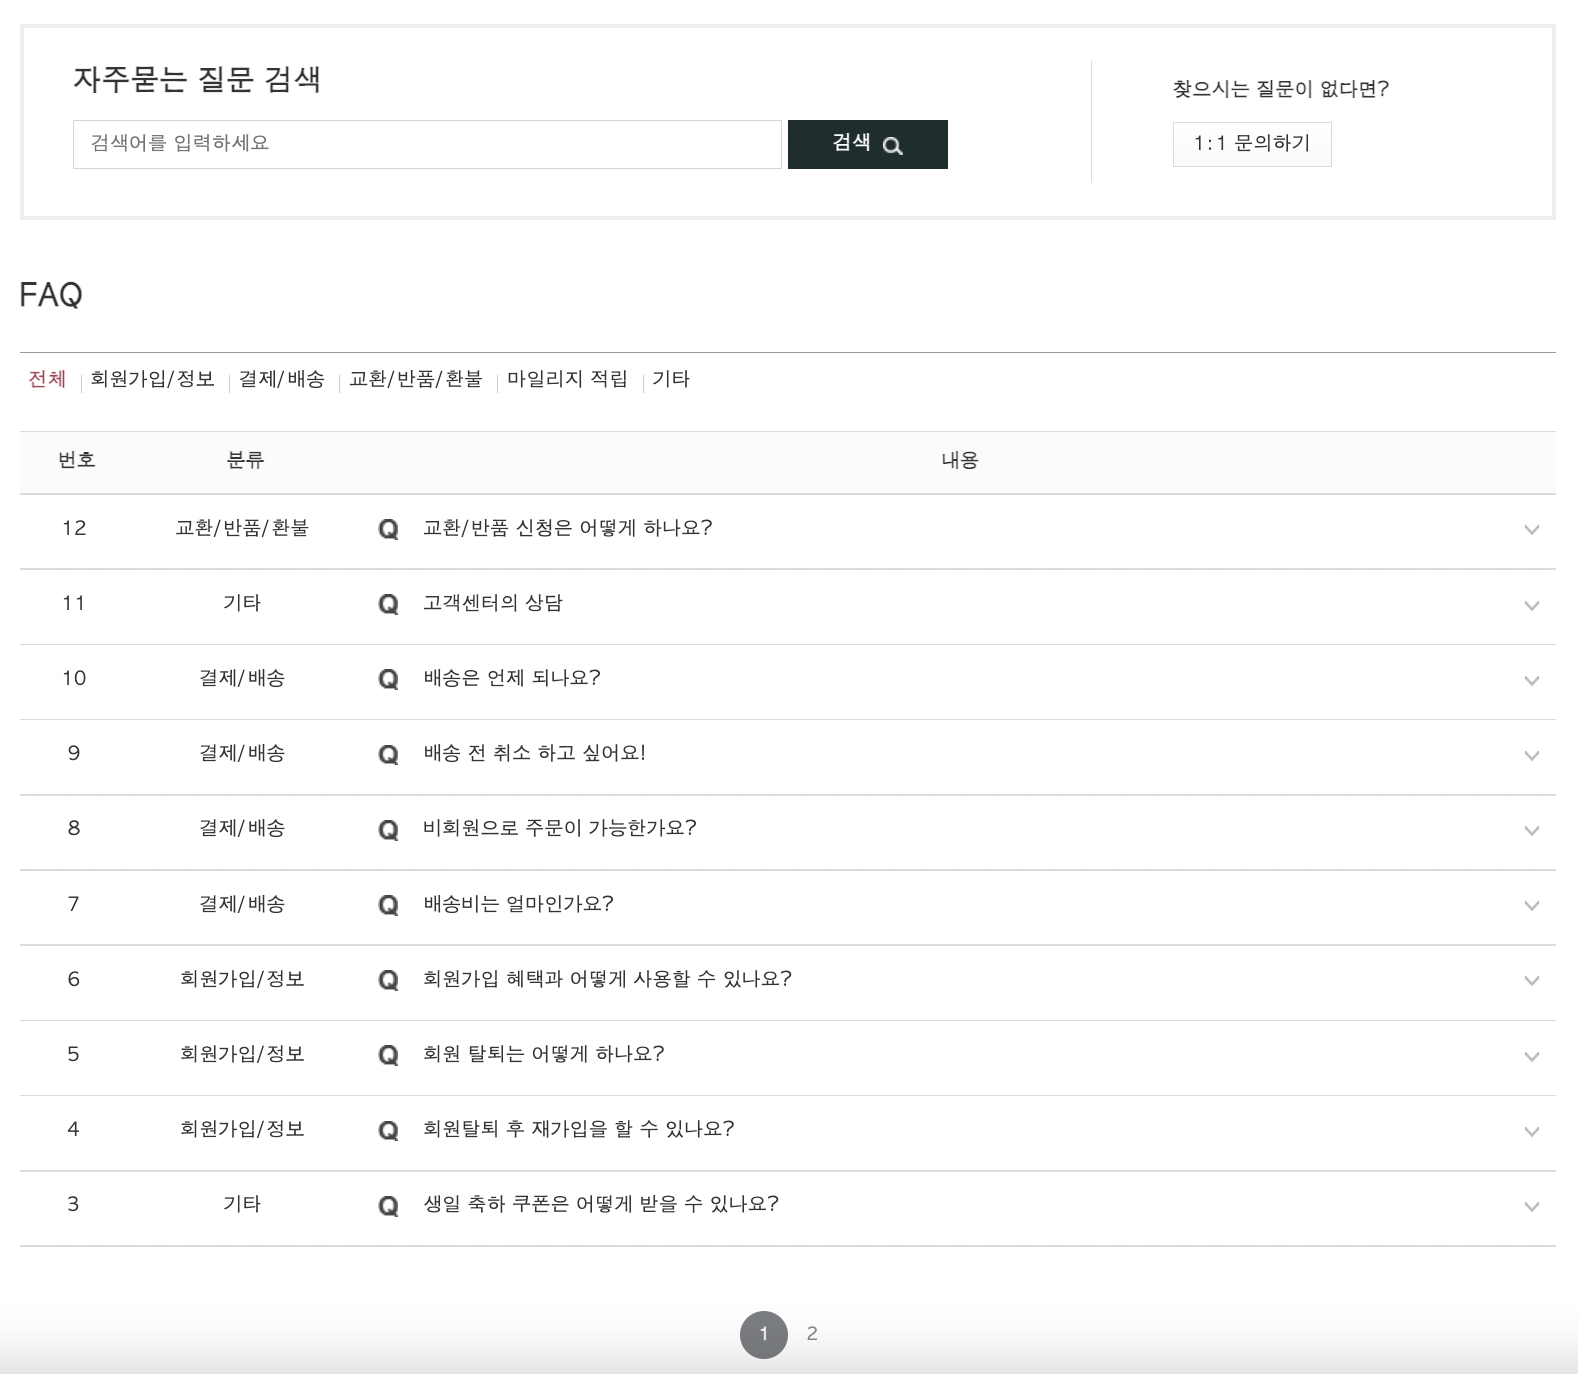 자주묻는 질문 검색
검색어를 입력하세요
검색
찾으시는 질문이 없다면?
1:1 문의하기
FAQ
전체 회원가입/정보 결제/배송 교환/반품/환불 마일리지 적립 기타
번호 분류 내용
12 교환/반품/환불 Q 교환/반품 신청은 어떻게 하나요?
11 기타 Q 고객센터의 상담
10 결제/배송 Q 배송은 언제 되나요?
9 결제/배송 Q 배송 전 취소 하고 싶어요!
8 결제/배송 Q 비회원으로 주문이 가능한가요?
7 결제/배송 Q 배송비는 얼마인가요?
6 회원가입/정보 Q 회원가입 혜택과 어떻게 사용할 수 있나요?
5 회원가입/정보 Q 회원 탈퇴는 어떻게 하나요?
4 회원가입/정보 Q 회원탈퇴 후 재가입을 할 수 있나요?
3 기타 Q 생일 축하 쿠폰은 어떻게 받을 수 있나요?
1 2